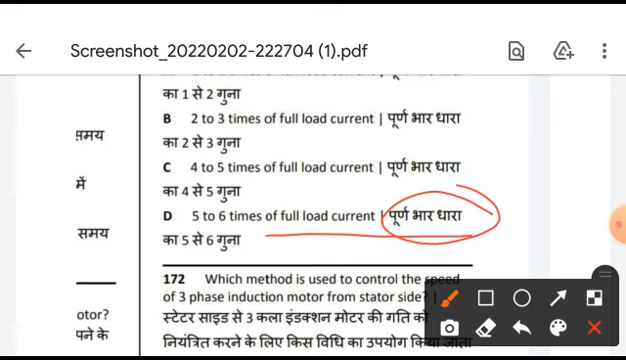 Screenshot_20220202-222704 (1).pdf
का 1 से 2 गुना
B 2 to 3 times of full load current | पूर्ण भार धारा
का 2 से 3 गुना
C 4 to 5 times of full load current | पूर्ण भार धारा
का 4 से 5 गुना
D 5 to 6 times of full load current | पूर्ण भार धारा
का 5 से 6 गुना
172 Which method is used to control the speed
of 3 phase induction motor from stator side? |
स्टेटर साइड से 3 कला इंडक्शन मोटर की गति को
नियंत्रित करने के लिए किस विधि का उपयोग किया जाता
समय
में
समय
otor?
पने के